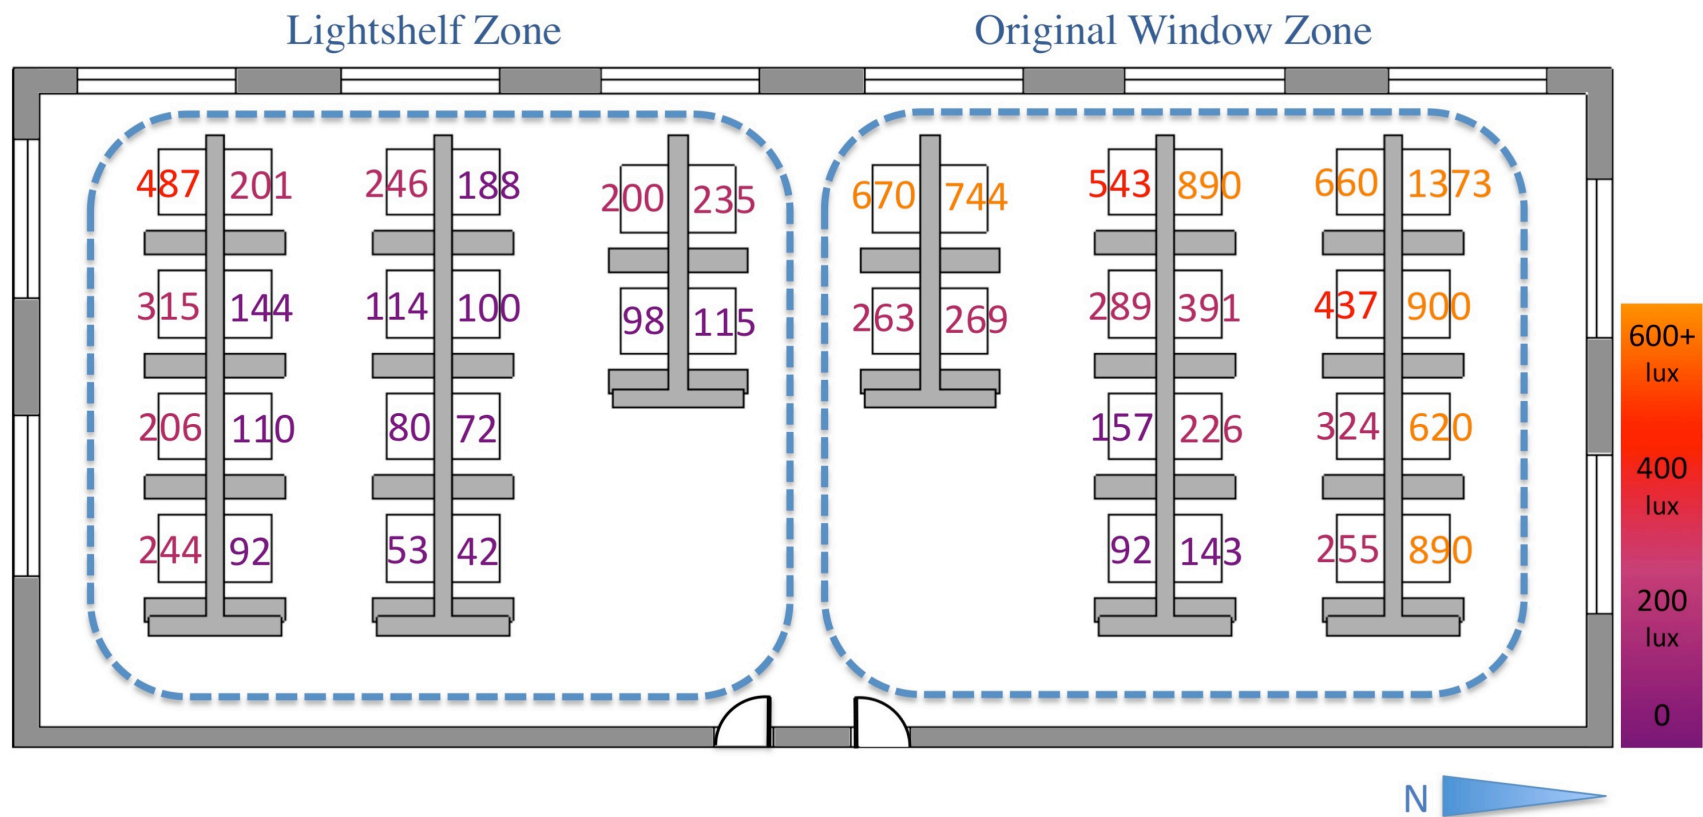 Lightshelf Zone
Original Window Zone
487 201 246 188 200 235 670 744 543 890 660 1373
315 144 114 100 98 115 263 269 289 391 437 900
206 110 80 72 157 226 324 620
244 92 53 42 92 143 255 890
600+
lux
400
lux
200
lux
0
N